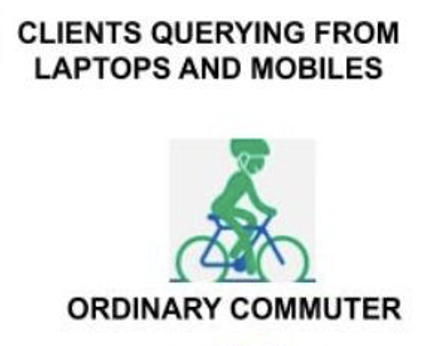 CLIENTS QUERYING FROM
LAPTOPS AND MOBILES
ORDINARY COMMUTER